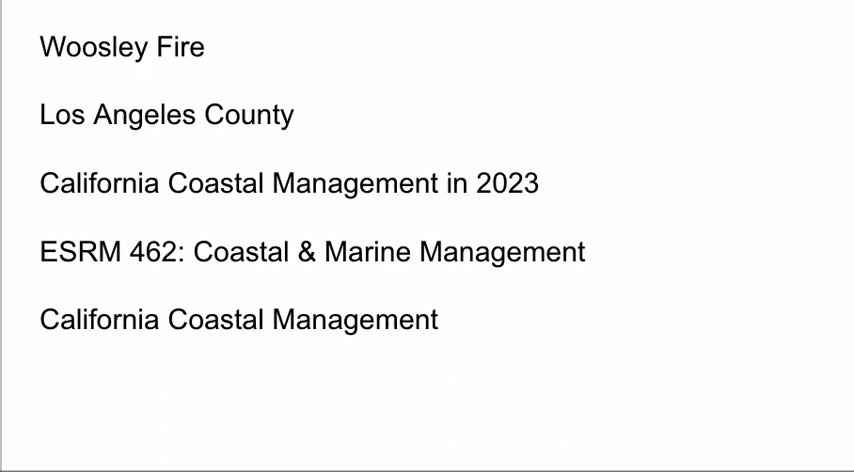 Woosley Fire
Los Angeles County
California Coastal Management in 2023
ESRM 462: Coastal & Marine Management
California Coastal Management